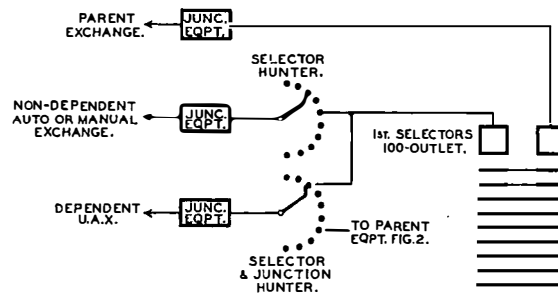 PARENT
EXCHANGE.
JUNC.
EQPT.
SELECTOR
HUNTER.
NON-DEPENDENT
AUTO OR MANUAL
EXCHANGE.
JUNC.
EQPT.
1ST. SELECTORS
100-OUTLET.
DEPENDENT
U.A.X.
JUNC.
EQPT.
TO PARENT
EQPT. FIG.2.
SELECTOR
& JUNCTION
HUNTER.